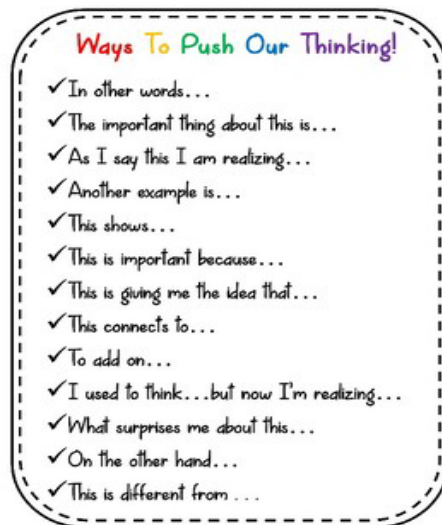 Ways To Push Our Thinking!
✓In other words...
✓The important thing about this is...
✓As I say this I am realizing...
✓Another example is...
✓This shows...
✓This is important because...
✓This is giving me the idea that...
✓This connects to...
✓To add on...
✓I used to think...but now I'm realizing...
✓What surprises me about this...
✓On the other hand...
✓This is different from ...